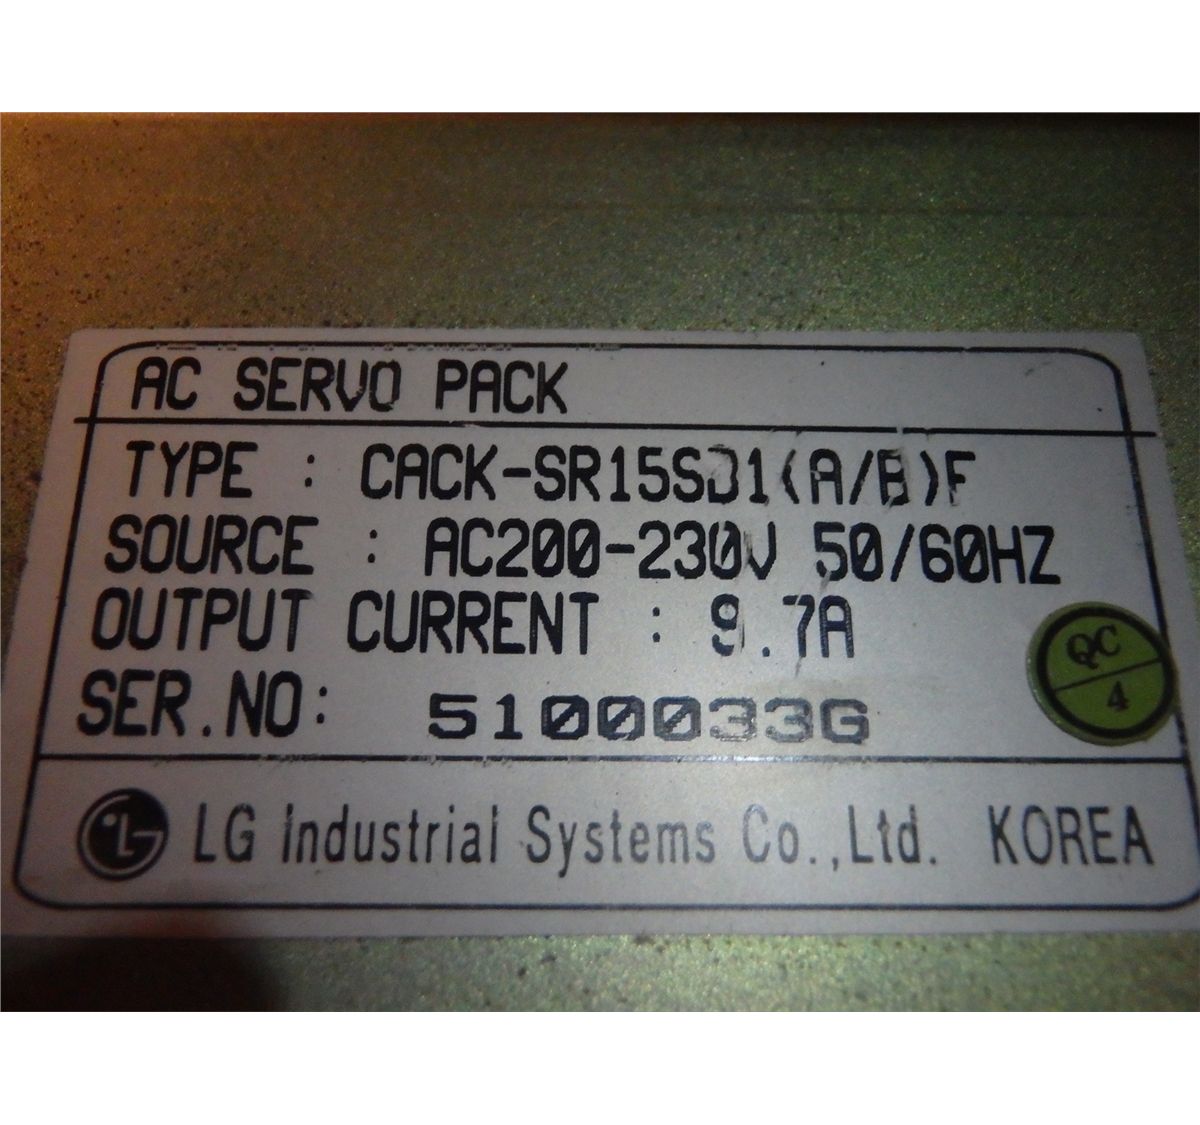 AC SERVO PACK
TYPE : CACK-SR15SB1(A/B)F
SOURCE : AC200-230V 50/60HZ
OUTPUT CURRENT : 9.7A
SER.NO: 5100033G
QC
4
LG Industrial Systems Co.,Ltd. KOREA